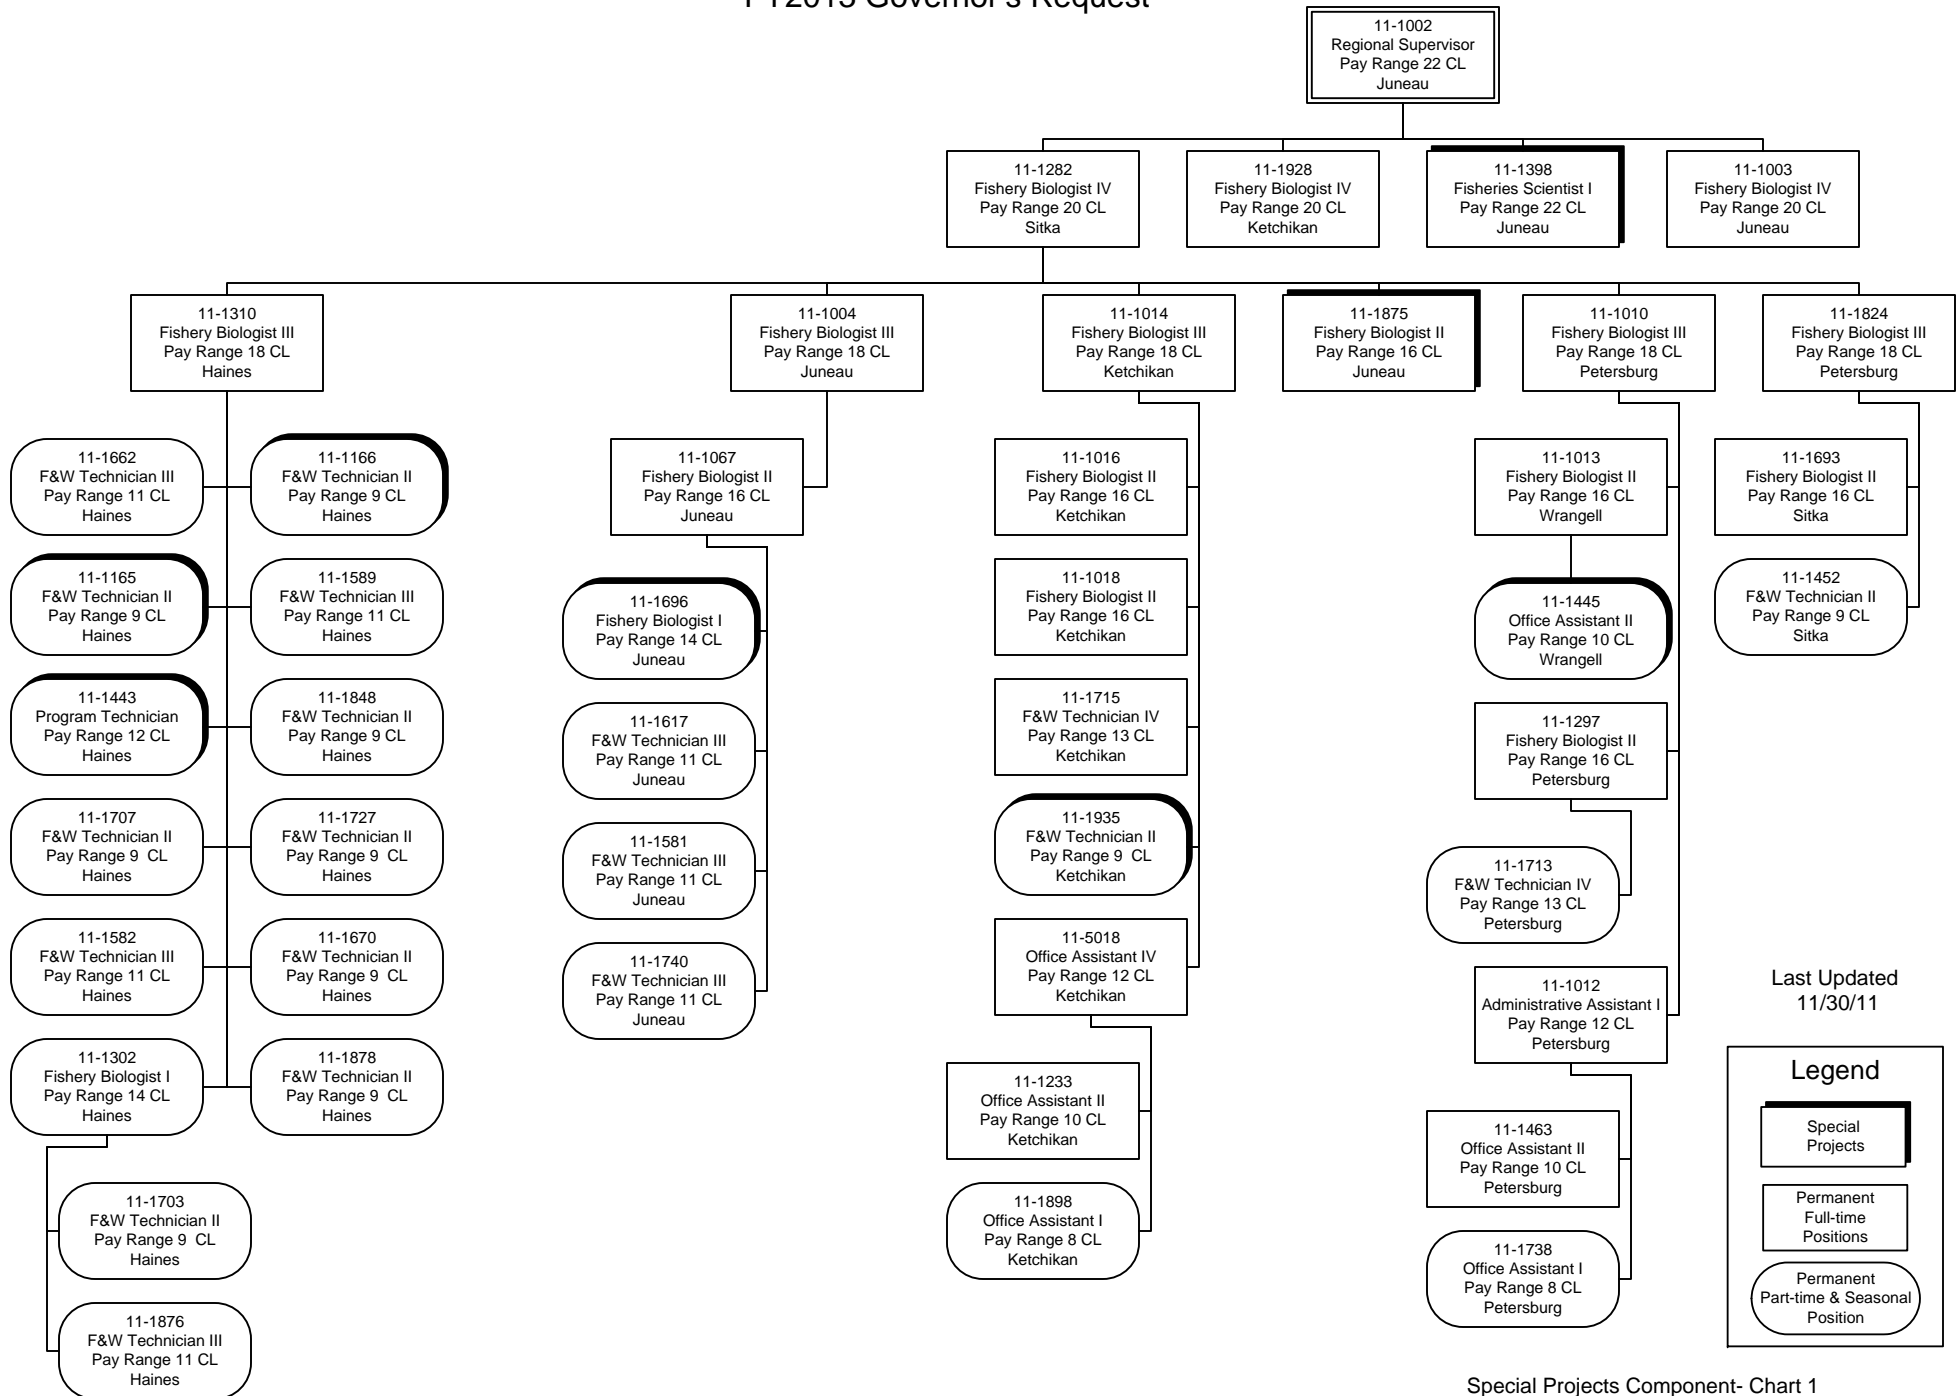 FY2013 Governor's Request
11-1002
Regional Supervisor
Pay Range 22 CL
Juneau
11-1282
Fishery Biologist IV
Pay Range 20 CL
Sitka
11-1928
Fishery Biologist IV
Pay Range 20 CL
Ketchikan
11-1398
Fisheries Scientist I
Pay Range 22 CL
Juneau
11-1003
Fishery Biologist IV
Pay Range 20 CL
Juneau
11-1310
Fishery Biologist III
Pay Range 18 CL
Haines
11-1004
Fishery Biologist III
Pay Range 18 CL
Juneau
11-1014
Fishery Biologist III
Pay Range 18 CL
Ketchikan
11-1875
Fishery Biologist II
Pay Range 16 CL
Juneau
11-1010
Fishery Biologist III
Pay Range 18 CL
Petersburg
11-1824
Fishery Biologist III
Pay Range 18 CL
Petersburg
11-1662
F&W Technician III
Pay Range 11 CL
Haines
11-1166
F&W Technician II
Pay Range 9 CL
Haines
11-1165
F&W Technician II
Pay Range 9 CL
Haines
11-1589
F&W Technician III
Pay Range 11 CL
Haines
11-1443
Program Technician
Pay Range 12 CL
Haines
11-1848
F&W Technician II
Pay Range 9 CL
Haines
11-1707
F&W Technician II
Pay Range 9 CL
Haines
11-1727
F&W Technician II
Pay Range 9 CL
Haines
11-1582
F&W Technician III
Pay Range 11 CL
Haines
11-1670
F&W Technician II
Pay Range 9 CL
Haines
11-1302
Fishery Biologist I
Pay Range 14 CL
Haines
11-1878
F&W Technician II
Pay Range 9 CL
Haines
11-1703
F&W Technician II
Pay Range 9 CL
Haines
11-1876
F&W Technician III
Pay Range 11 CL
Haines
11-1067
Fishery Biologist II
Pay Range 16 CL
Juneau
11-1696
Fishery Biologist I
Pay Range 14 CL
Juneau
11-1617
F&W Technician III
Pay Range 11 CL
Juneau
11-1581
F&W Technician III
Pay Range 11 CL
Juneau
11-1740
F&W Technician III
Pay Range 11 CL
Juneau
11-1016
Fishery Biologist II
Pay Range 16 CL
Ketchikan
11-1018
Fishery Biologist II
Pay Range 16 CL
Ketchikan
11-1715
F&W Technician IV
Pay Range 13 CL
Ketchikan
11-1935
F&W Technician II
Pay Range 9 CL
Ketchikan
11-5018
Office Assistant IV
Pay Range 12 CL
Ketchikan
11-1233
Office Assistant II
Pay Range 10 CL
Ketchikan
11-1898
Office Assistant I
Pay Range 8 CL
Ketchikan
11-1013
Fishery Biologist II
Pay Range 16 CL
Wrangell
11-1445
Office Assistant II
Pay Range 10 CL
Wrangell
11-1297
Fishery Biologist II
Pay Range 16 CL
Petersburg
11-1713
F&W Technician IV
Pay Range 13 CL
Petersburg
11-1012
Administrative Assistant I
Pay Range 12 CL
Petersburg
11-1463
Office Assistant II
Pay Range 10 CL
Petersburg
11-1738
Office Assistant I
Pay Range 8 CL
Petersburg
11-1693
Fishery Biologist II
Pay Range 16 CL
Sitka
11-1452
F&W Technician II
Pay Range 9 CL
Sitka
Last Updated
11/30/11
Legend
Special
Projects
Permanent
Full-time
Positions
Permanent
Part-time & Seasonal
Position
Special Projects Component- Chart 1